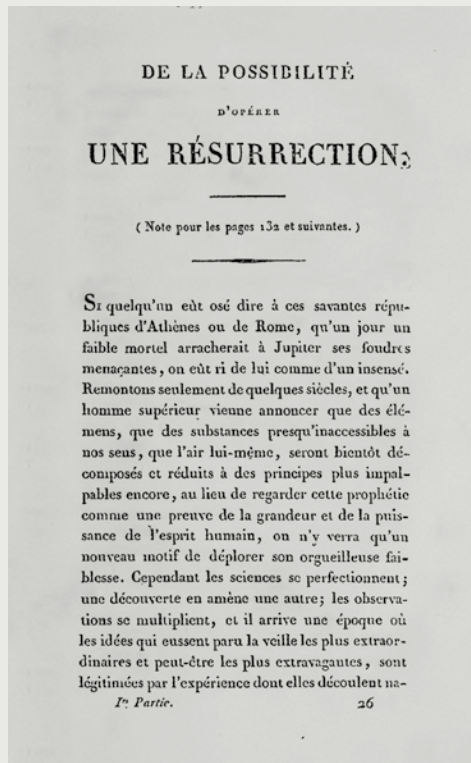 DE LA POSSIBILITÉ
D'OPÉRER
UNE RÉSURRECTION;
( Note pour les pages 132 et suivantes. )
SI quelqu'un eût osé dire à ces savantes répu-
bliques d'Athènes ou de Rome, qu'un jour un
faible mortel arracherait à Jupiter ses foudres
menaçantes, on eût ri de lui comme d'un insensé.
Remontons seulement de quelques siècles, et qu'un
homme supérieur vienne annoncer que des élé-
mens, que des substances presqu'inaccessibles à
nos sens, que l'air lui-même, seront bientôt dé-
composés et réduits à des principes plus impal-
pables encore, au lieu de regarder cette prophétie
comme une preuve de la grandeur et de la puis-
sance de l'esprit humain, on n'y verra qu'un
nouveau motif de déplorer son orgueilleuse fai-
blesse. Cependant les sciences se perfectionnent;
une découverte en amène une autre; les observa-
tions se multiplient, et il arrive une époque où
les idées qui eussent paru la veille les plus extraor-
dinaires et peut-être les plus extravagantes, sont
légitimées par l'expérience dont elles découlent na-
Ire Partie. 26